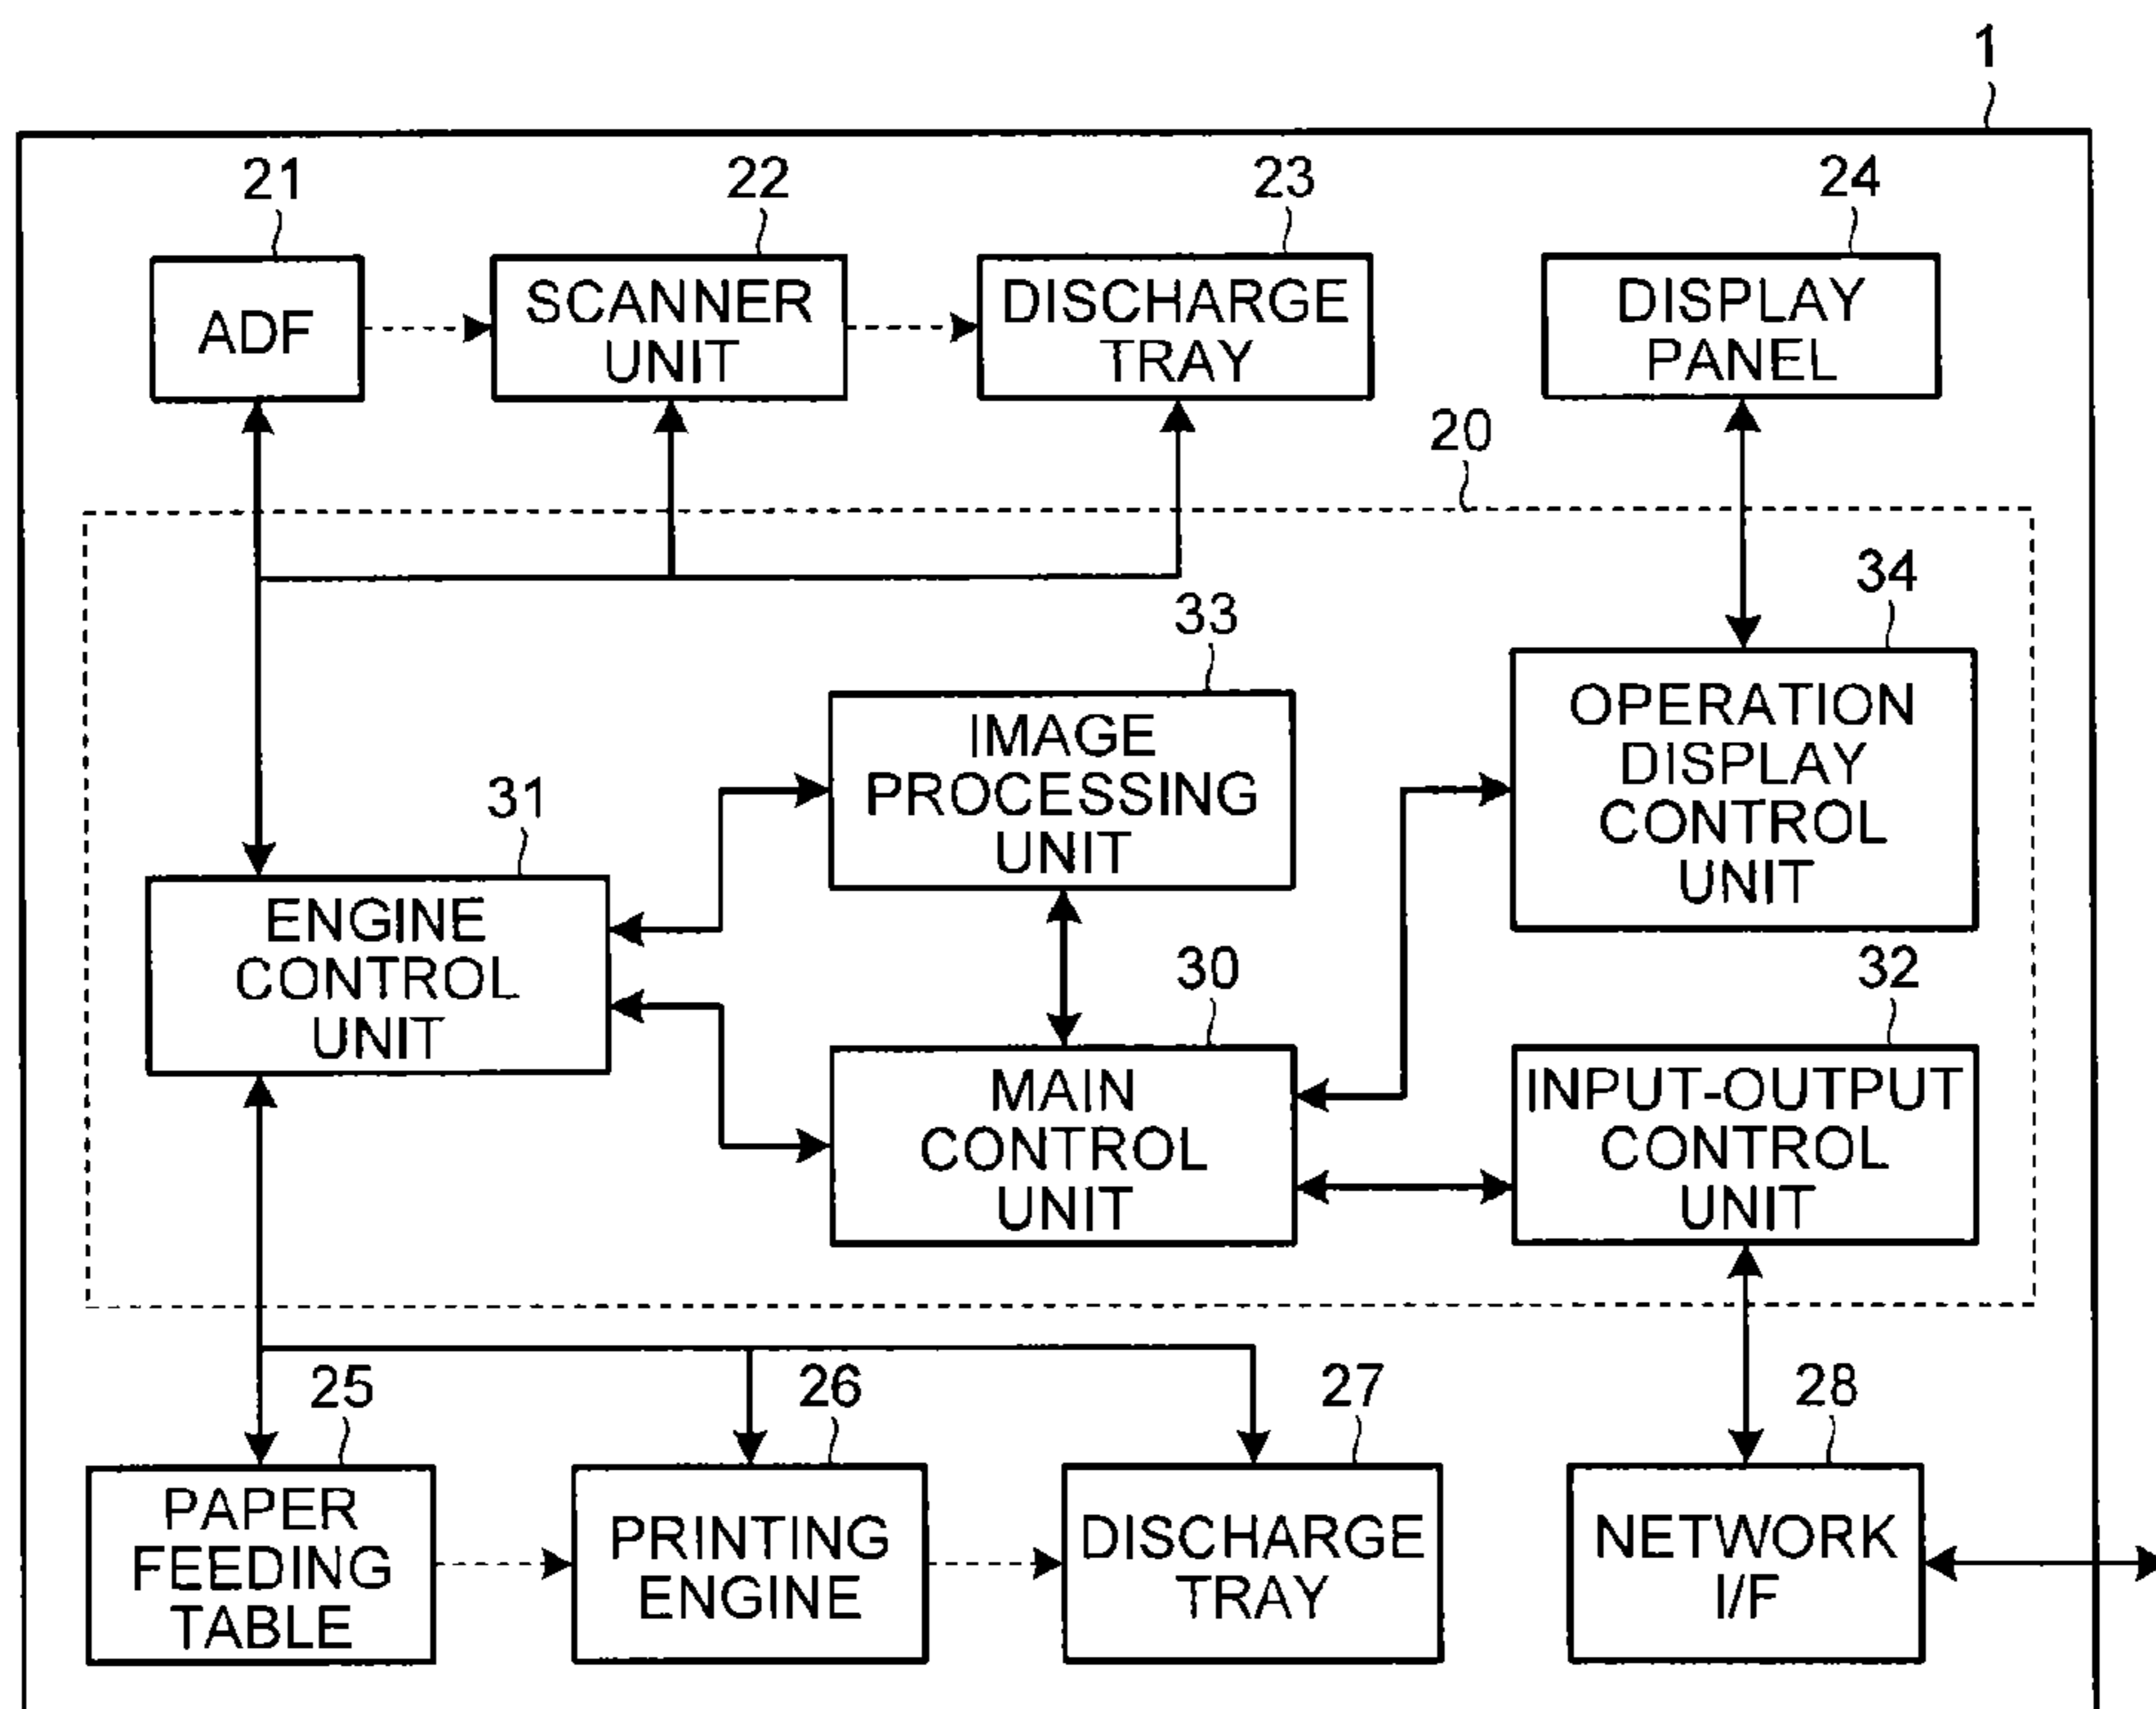 1
21
22
23
24
ADF
SCANNER
UNIT
DISCHARGE
TRAY
DISPLAY
PANEL
20
34
33
OPERATION
DISPLAY
CONTROL
UNIT
IMAGE
PROCESSING
UNIT
31
ENGINE
CONTROL
UNIT
30
32
MAIN
CONTROL
UNIT
INPUT-OUTPUT
CONTROL
UNIT
25
26
27
28
PAPER
FEEDING
TABLE
PRINTING
ENGINE
DISCHARGE
TRAY
NETWORK
I/F